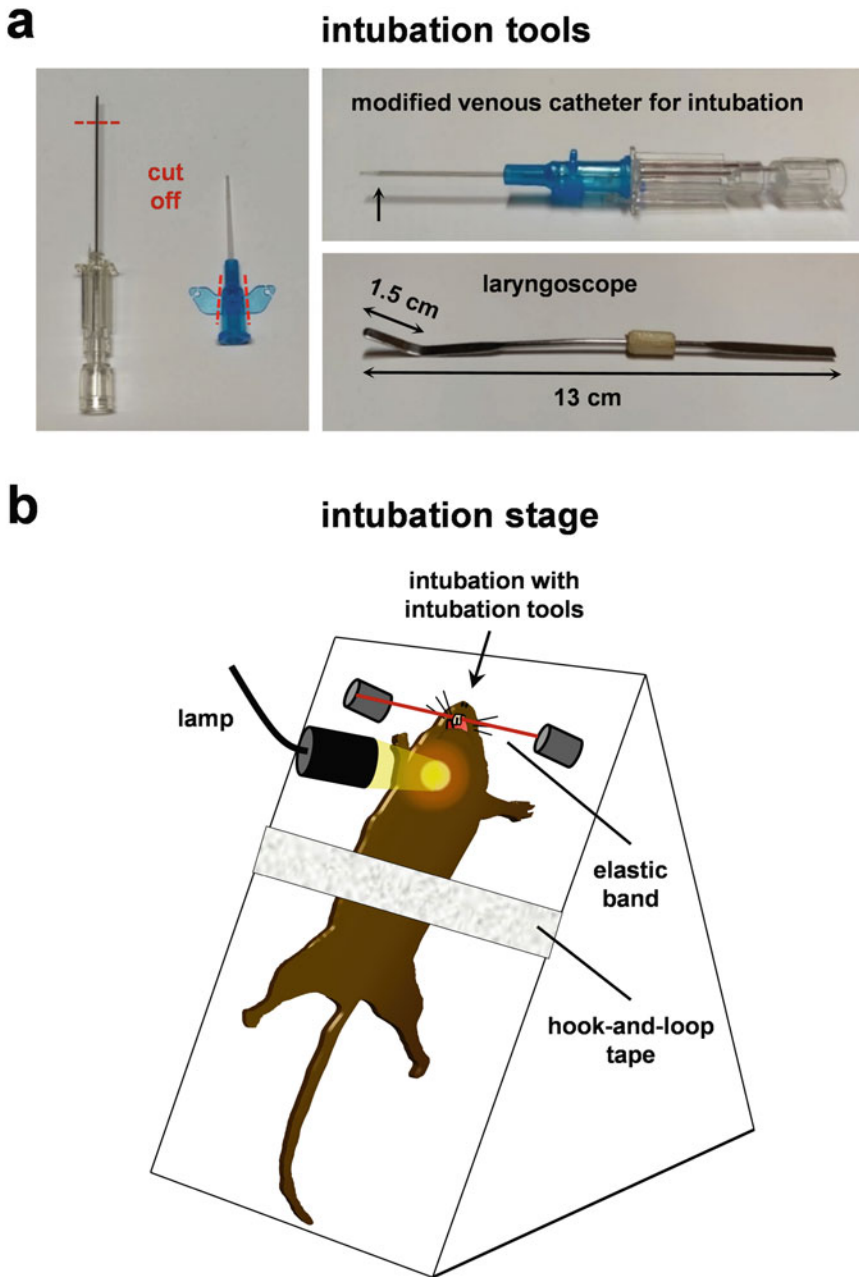 a
intubation tools
cut
off
modified venous catheter for intubation
laryngoscope
1.5 cm
13 cm
b
intubation stage
intubation with
intubation tools
lamp
elastic
band
hook-and-loop
tape